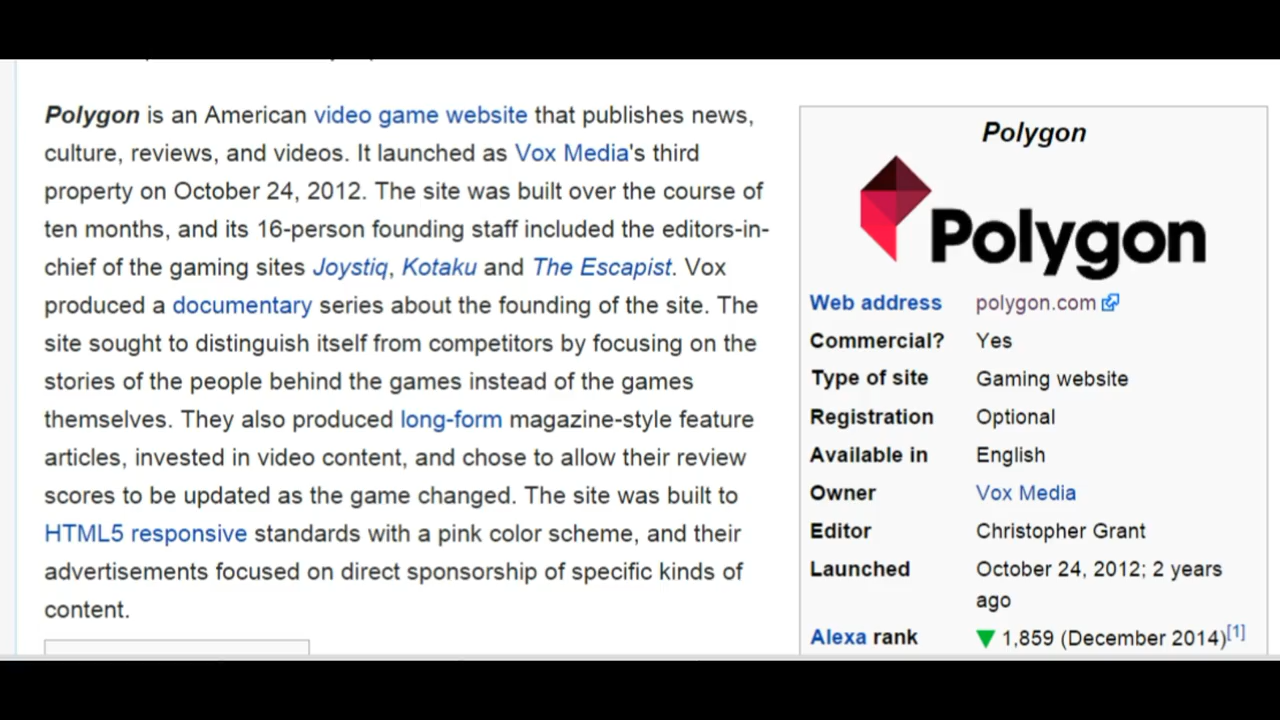 Polygon is an American video game website that publishes news,
culture, reviews, and videos. It launched as Vox Media's third
property on October 24, 2012. The site was built over the course of
ten months, and its 16-person founding staff included the editors-in-
chief of the gaming sites Joystiq, Kotaku and The Escapist. Vox
produced a documentary series about the founding of the site. The
site sought to distinguish itself from competitors by focusing on the
stories of the people behind the games instead of the games
themselves. They also produced long-form magazine-style feature
articles, invested in video content, and chose to allow their review
scores to be updated as the game changed. The site was built to
HTML5 responsive standards with a pink color scheme, and their
advertisements focused on direct sponsorship of specific kinds of
content.
Polygon
Polygon
Web address polygon.com
Commercial? Yes
Type of site Gaming website
Registration Optional
Available in English
Owner Vox Media
Editor Christopher Grant
Launched October 24, 2012; 2 years
ago
Alexa rank ▼ 1,859 (December 2014)[1]